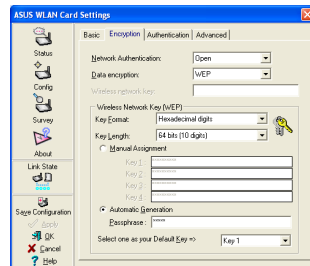 ASUS WLAN Card Settings
Status
Config
Survey
About
Link State
Save Configuration
Apply
OK
Cancel
Help
Basic Encryption Authentication Advanced
Network Authentication: Open
Data encryption: WEP
Wireless network key:
Wireless Network Key (WEP)
Key Format: Hexadecimal digits
Key Length: 64 bits (10 digits)
Manual Assignment
Key 1: **********
Key 2: **********
Key 3: **********
Key 4: **********
Automatic Generation
Passphrase: *****
Select one as your Default Key => Key 1